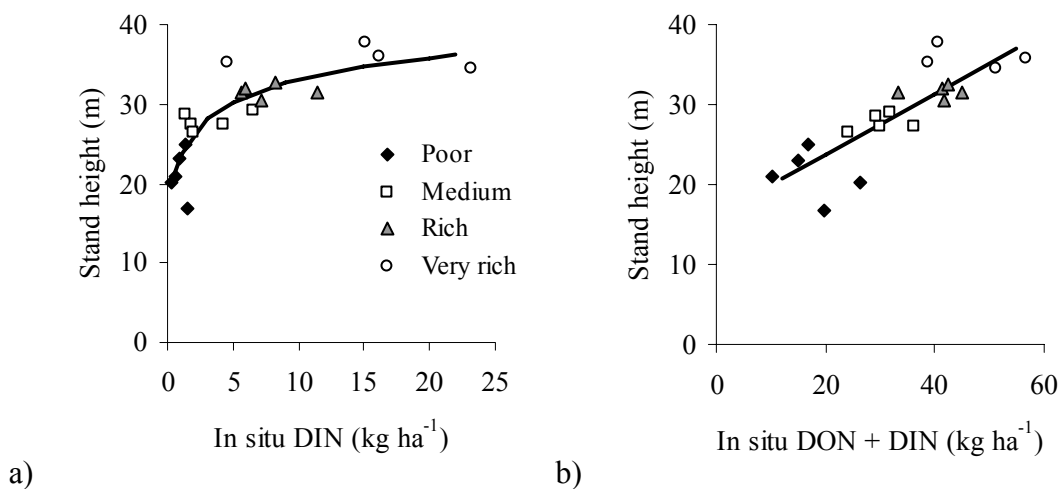 40
30
20
10
0
Stand height (m)
0 5 10 15 20 25
In situ DIN (kg ha⁻¹)
Poor
Medium
Rich
Very rich
a)
40
30
20
10
0
Stand height (m)
0 20 40 60
In situ DON + DIN (kg ha⁻¹)
b)